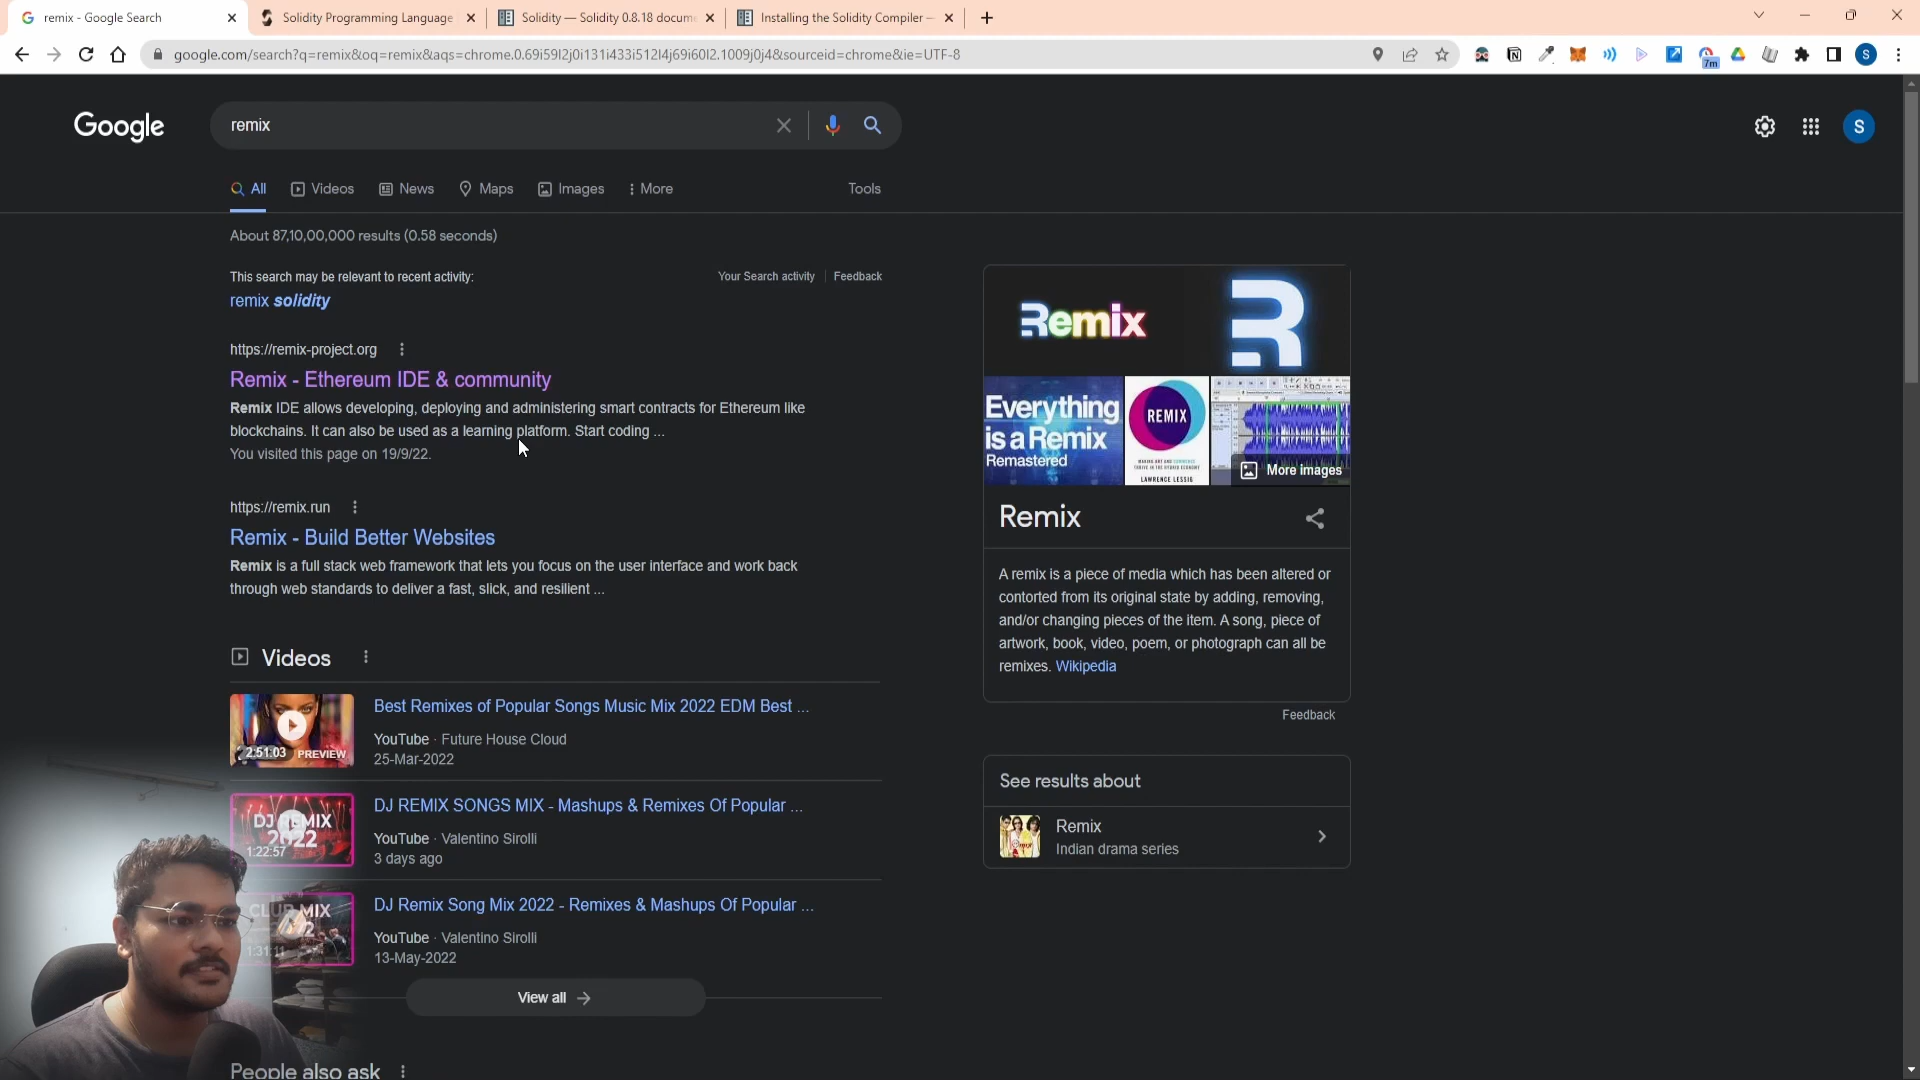 remix - Google Search
Solidity Programming Language
Solidity — Solidity 0.8.18 docume
Installing the Solidity Compiler —
google.com/search?q=remix&oq=remix&aqs=chrome.0.69i59l2j0i131i433i512l4j69i60l2.1009j0j4&sourceid=chrome&ie=UTF-8
7m
S
Google
remix
S
All
Videos
News
Maps
Images
More
Tools
About 87,10,00,000 results (0.58 seconds)
This search may be relevant to recent activity:
Your Search activity
Feedback
remix solidity
https://remix-project.org
Remix - Ethereum IDE & community
Remix IDE allows developing, deploying and administering smart contracts for Ethereum like
blockchains. It can also be used as a learning platform. Start coding ...
You visited this page on 19/9/22.
https://remix.run
Remix - Build Better Websites
Remix is a full stack web framework that lets you focus on the user interface and work back
through web standards to deliver a fast, slick, and resilient ...
Videos
Best Remixes of Popular Songs Music Mix 2022 EDM Best ...
YouTube · Future House Cloud
25-Mar-2022
2:51:03 PREVIEW
DJ REMIX SONGS MIX - Mashups & Remixes Of Popular ...
YouTube · Valentino Sirolli
3 days ago
DJ REMIX
2022
1:22:57
DJ Remix Song Mix 2022 - Remixes & Mashups Of Popular ...
YouTube · Valentino Sirolli
13-May-2022
CLUB MIX
1:31:11
View all
People also ask
Remix
R
Everything
is a Remix
Remastered
REMIX
LAWRENCE LESSIG
More images
Remix
A remix is a piece of media which has been altered or
contorted from its original state by adding, removing,
and/or changing pieces of the item. A song, piece of
artwork, book, video, poem, or photograph can all be
remixes. Wikipedia
Feedback
See results about
Remix
Indian drama series